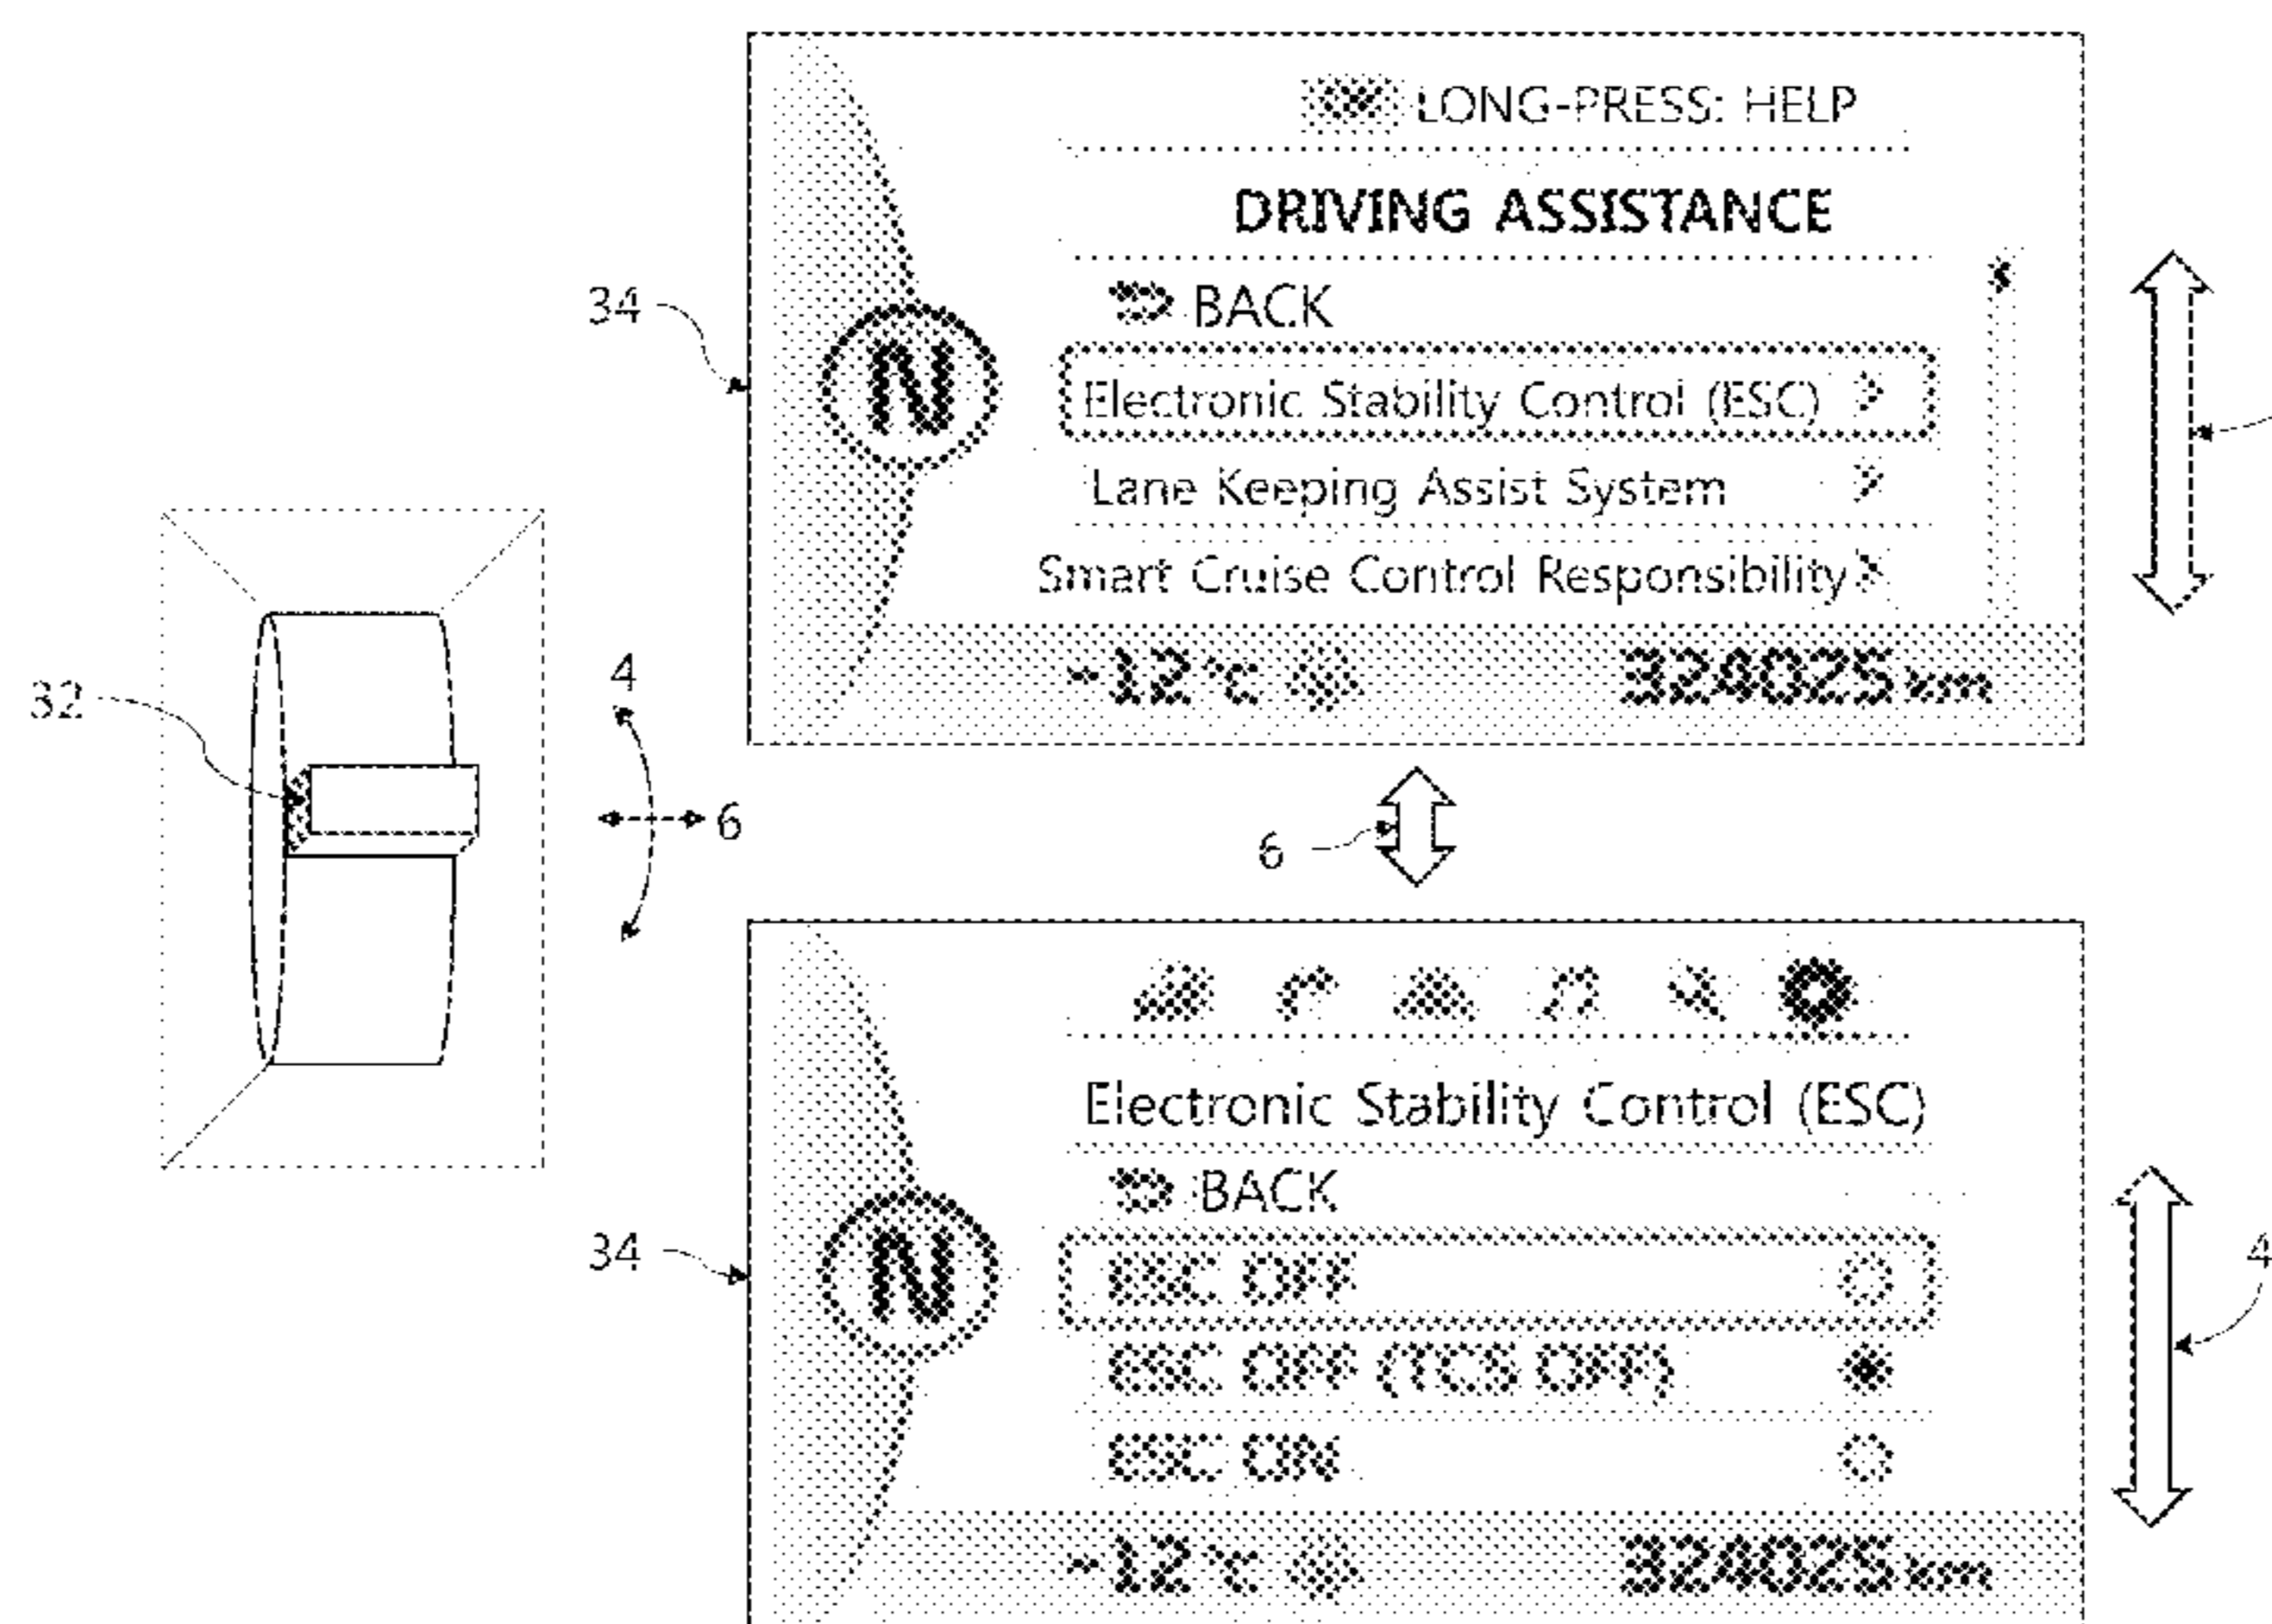 LONG-PRESS: HELP
DRIVING ASSISTANCE
BACK
34
N
Electronic Stability Control (ESC)
Lane Keeping Assist System
Smart Cruise Control Responsibility
-12°C
324025 km
32
4
6
6
Electronic Stability Control (ESC)
BACK
34
N
ESC OFF
4
ESC OFF (TCS OFF)
ESC ON
-12°C
324025 km